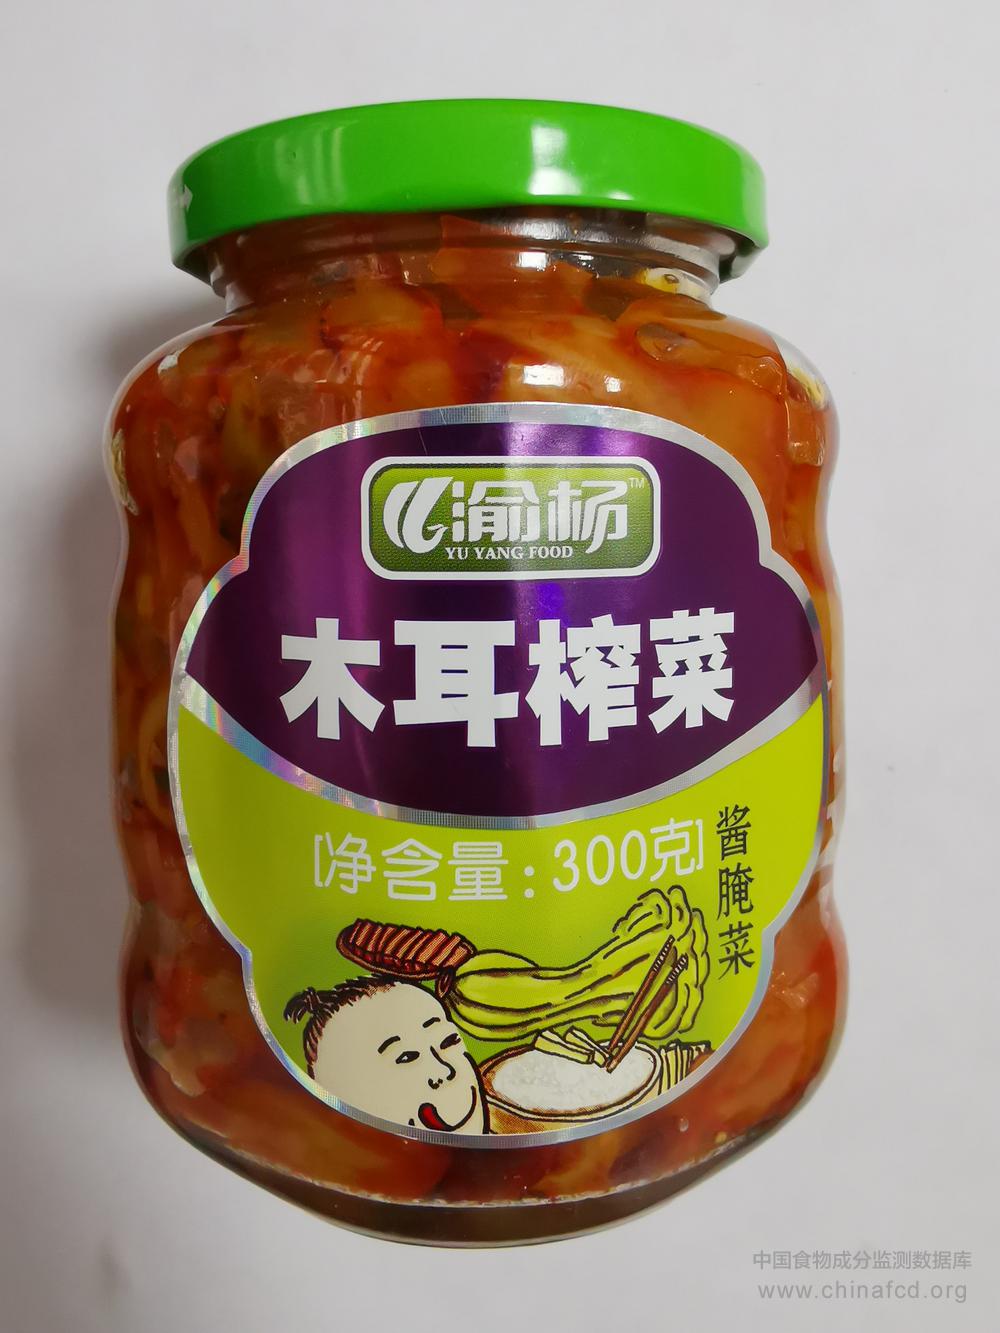 渝杨™
YU YANG FOOD
木耳榨菜
[净含量:300克]
酱腌菜
中国食物成分监测数据库
www.chinafcd.org